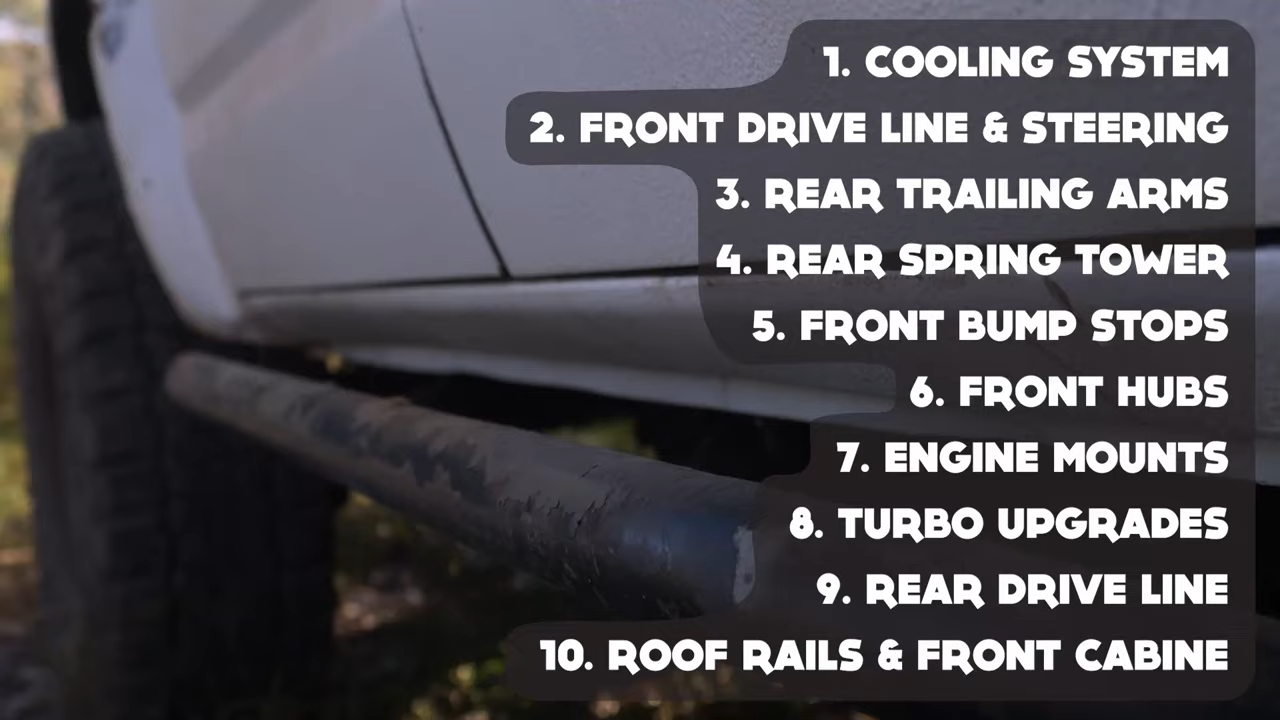 1. COOLING SYSTEM
2. FRONT DRIVE LINE & STEERING
3. REAR TRAILING ARMS
4. REAR SPRING TOWER
5. FRONT BUMP STOPS
6. FRONT HUBS
7. ENGINE MOUNTS
8. TURBO UPGRADES
9. REAR DRIVE LINE
10. ROOF RAILS & FRONT CABINE